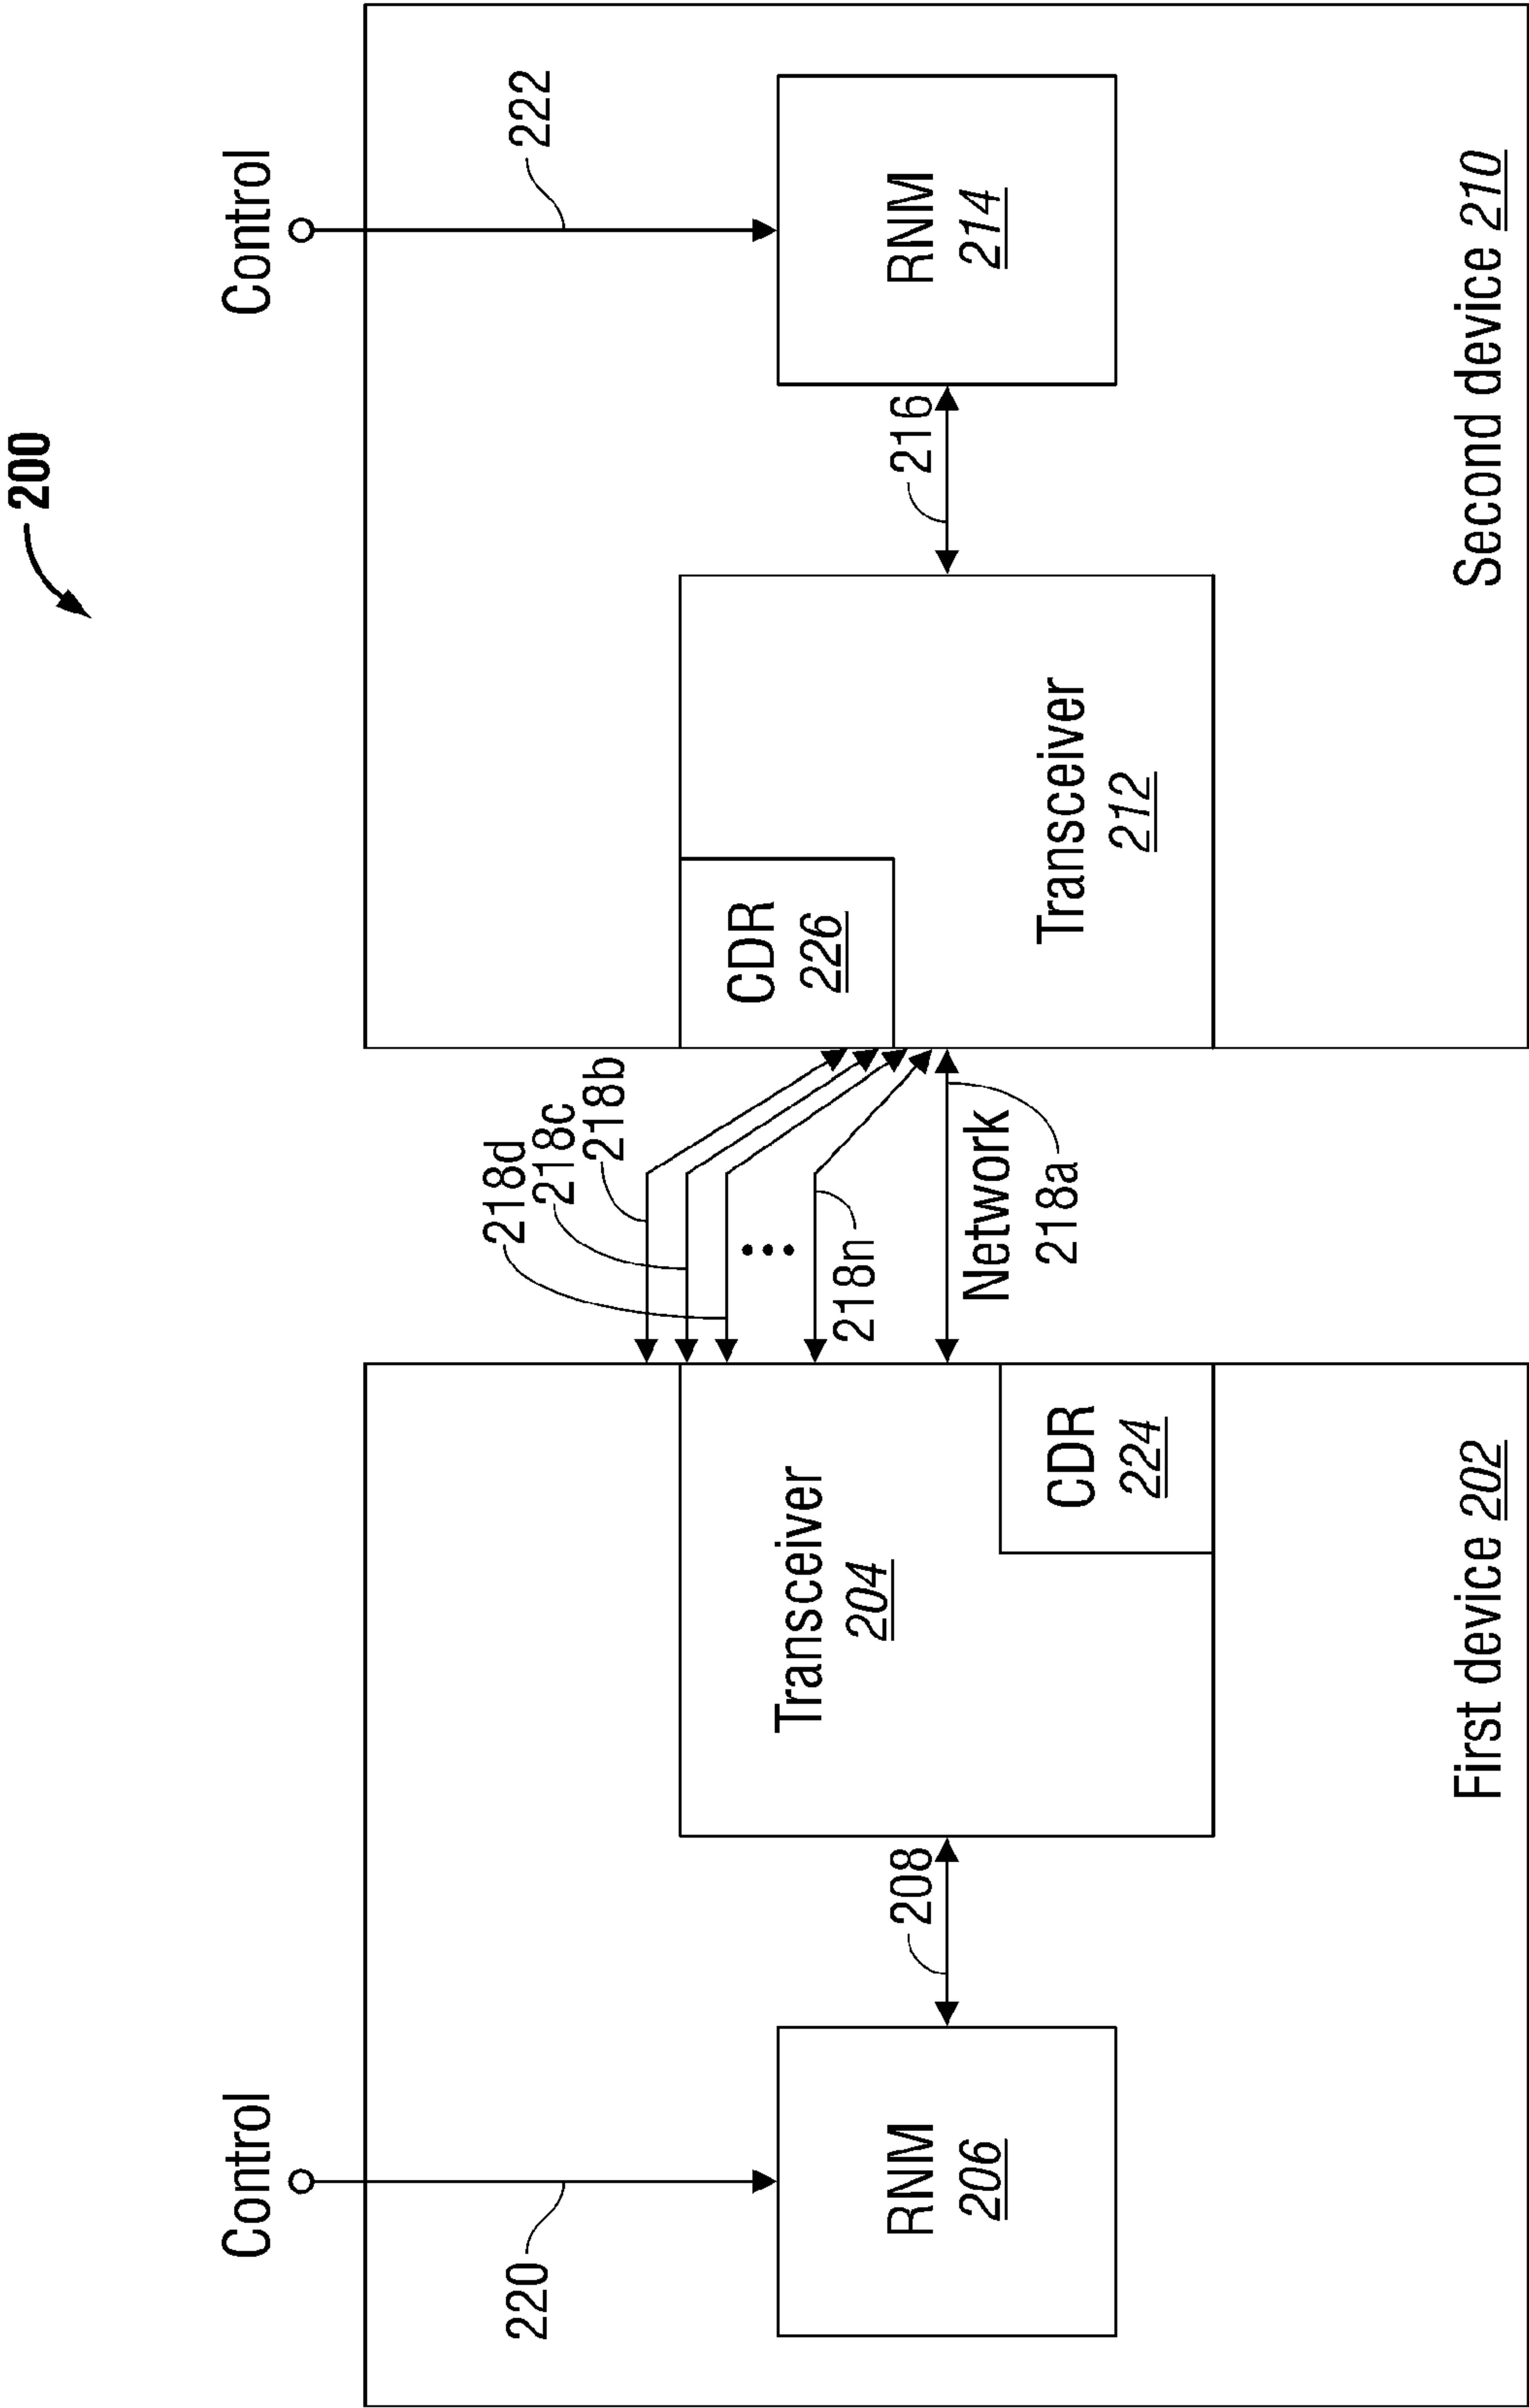 200
Control
Control
220
222
218d
218c
218b
RNM
206
208
Transceiver
204
CDR
224
218n
Network
218a
CDR
226
Transceiver
212
216
RNM
214
First device 202
Second device 210